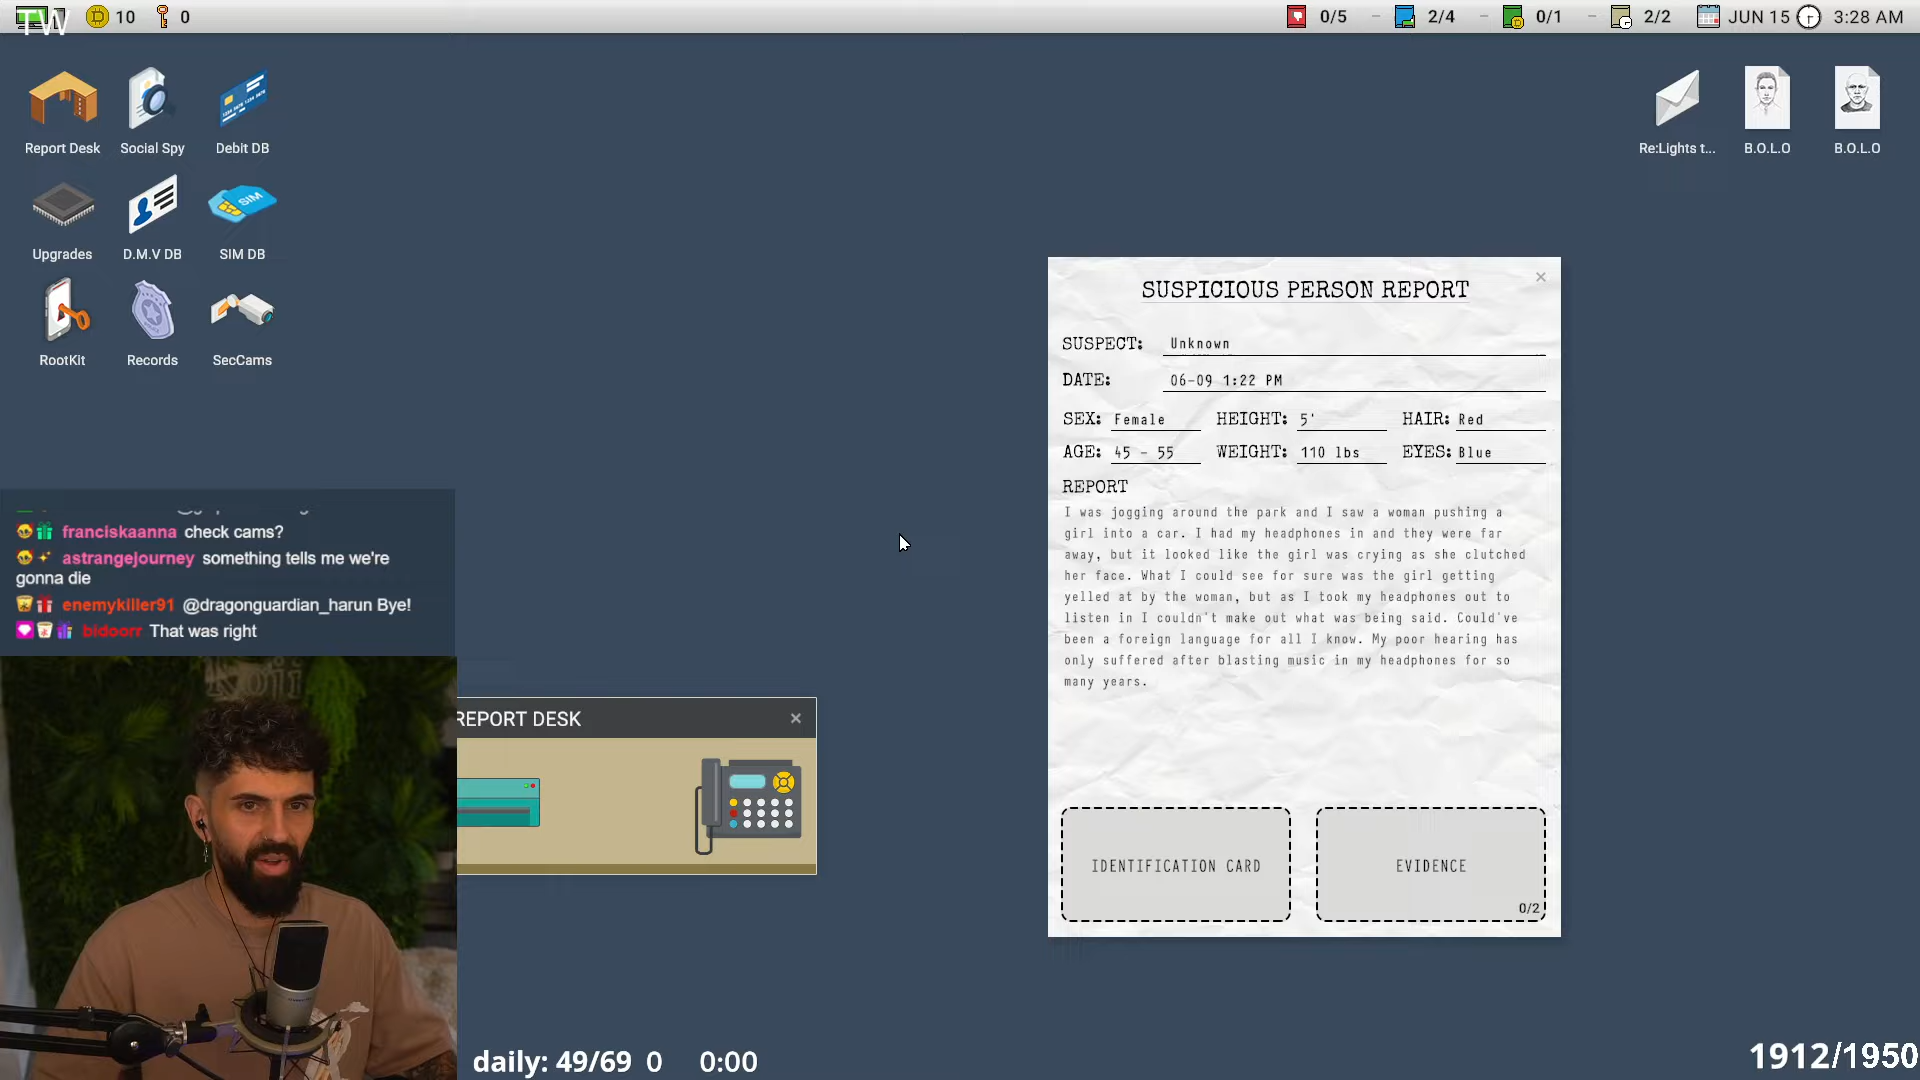 TW
10
0
0/5
2/4
0/1
2/2
JUN 15
3:28 AM
Report Desk
Social Spy
Debit DB
Upgrades
D.M.V DB
SIM DB
SIM
RootKit
Records
SecCams
Re:Lights t...
B.O.L.O
B.O.L.O
SUSPICIOUS PERSON REPORT
SUSPECT: Unknown
DATE: 06-09 1:22 PM
SEX: Female HEIGHT: 5' HAIR: Red
AGE: 45 - 55 WEIGHT: 110 lbs EYES: Blue
REPORT
I was jogging around the park and I saw a woman pushing a
girl into a car. I had my headphones in and they were far
away, but it looked like the girl was crying as she clutched
her face. What I could see for sure was the girl getting
yelled at by the woman, but as I took my headphones out to
listen in I couldn't make out what was being said. Could've
been a foreign language for all I know. My poor hearing has
only suffered after blasting music in my headphones for so
many years.
IDENTIFICATION CARD
EVIDENCE
0/2
franciskaanna check cams?
astrangejourney something tells me we're
gonna die
enemykiller91 @dragonguardian_harun Bye!
bidoorr That was right
REPORT DESK
daily: 49/69 0 0:00
1912/1950